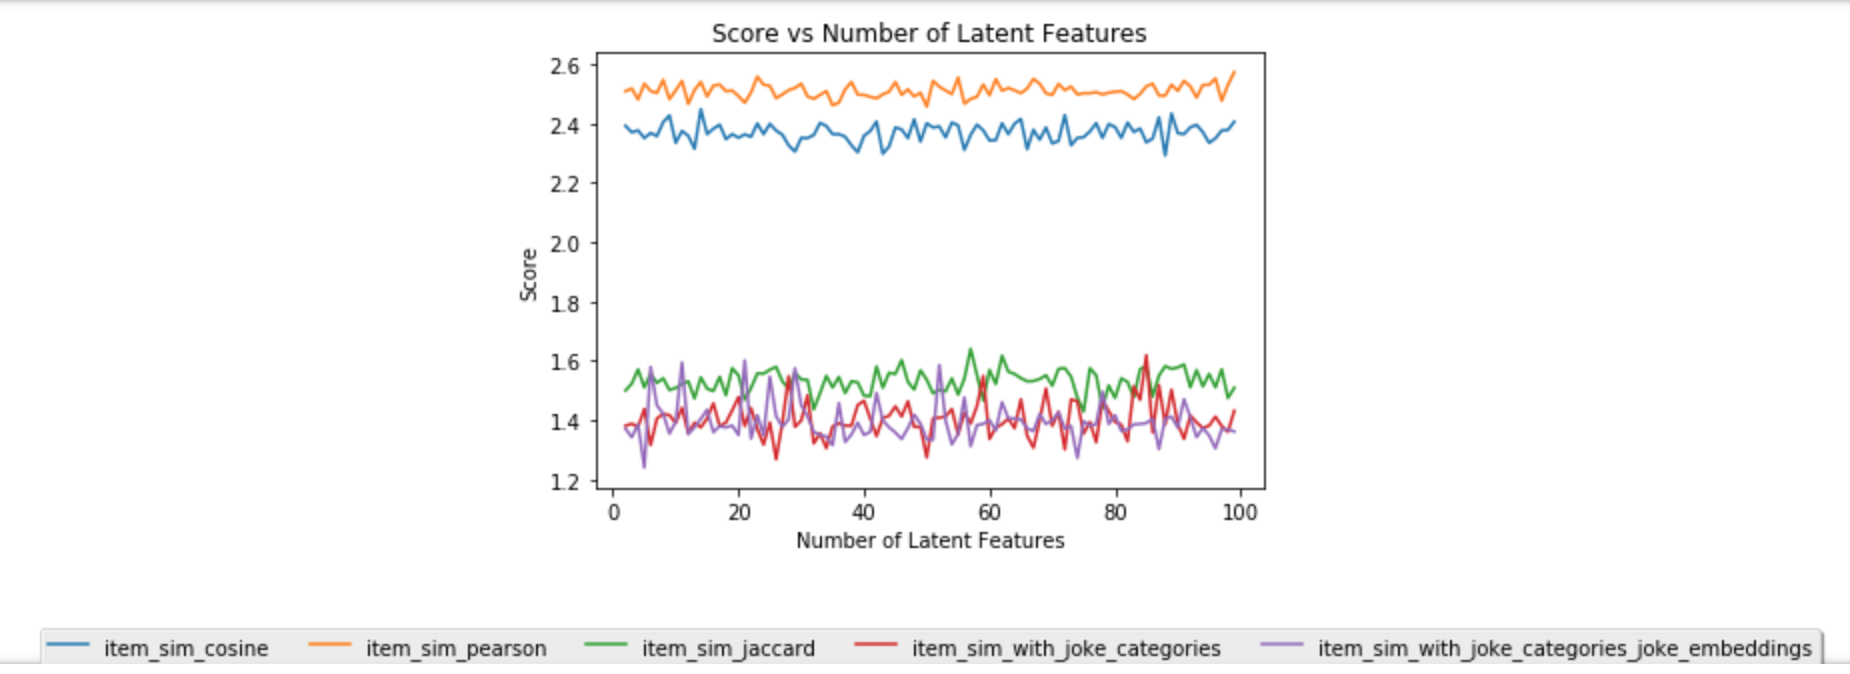 Score vs Number of Latent Features
2.6
2.4
2.2
2.0
1.8
1.6
1.4
1.2
Score
0 20 40 60 80 100
Number of Latent Features
item_sim_cosine item_sim_pearson item_sim_jaccard item_sim_with_joke_categories item_sim_with_joke_categories_joke_embeddings